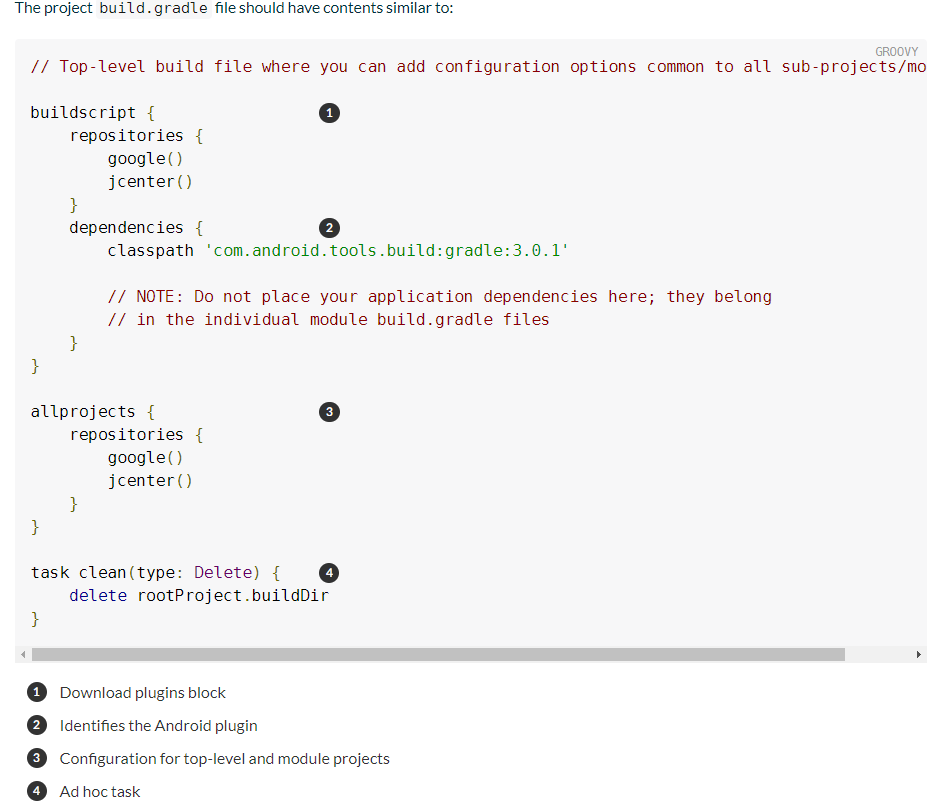 The project build.gradle file should have contents similar to:
GROOVY
// Top-level build file where you can add configuration options common to all sub-projects/mo
buildscript { 1
repositories {
google()
jcenter()
}
dependencies { 2
classpath 'com.android.tools.build:gradle:3.0.1'
// NOTE: Do not place your application dependencies here; they belong
// in the individual module build.gradle files
}
}
allprojects { 3
repositories {
google()
jcenter()
}
}
task clean(type: Delete) { 4
delete rootProject.buildDir
}
1 Download plugins block
2 Identifies the Android plugin
3 Configuration for top-level and module projects
4 Ad hoc task